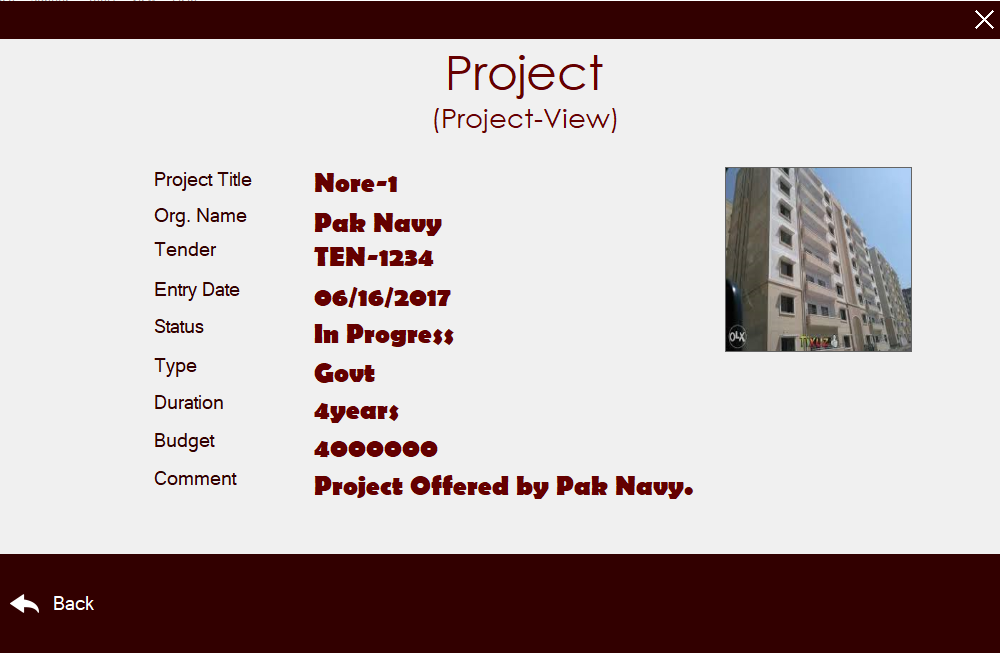 Project
(Project-View)
Project Title Nore-1
Org. Name Pak Navy
Tender TEN-1234
Entry Date 06/16/2017
Status In Progress
Type Govt
Duration 4years
Budget 4000000
Comment Project Offered by Pak Navy.
OLX
Back